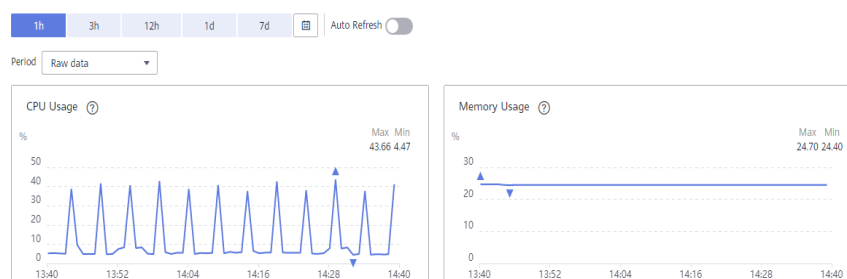 1h 3h 12h 1d 7d Auto Refresh
Period Raw data
CPU Usage ?
%
Max Min
43.66 4.47
50
40
30
20
10
0
13:40 13:52 14:04 14:16 14:28 14:40
Memory Usage ?
%
Max Min
24.70 24.40
30
20
10
0
13:40 13:52 14:04 14:16 14:28 14:40